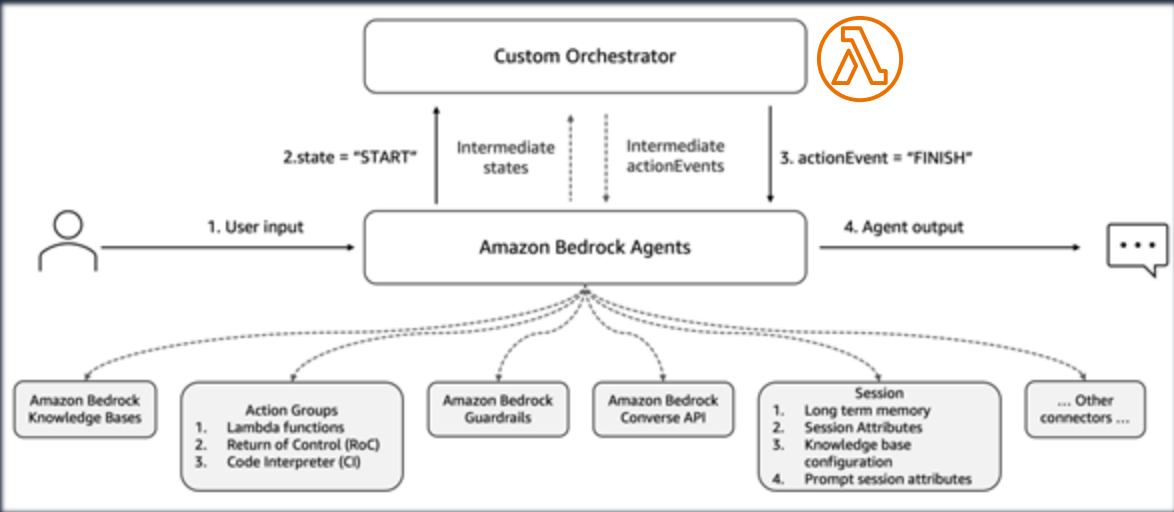 Custom Orchestrator
2.state = “START”
Intermediate
states
Intermediate
actionEvents
3. actionEvent = “FINISH”
1. User input
Amazon Bedrock Agents
4. Agent output
Amazon Bedrock
Knowledge Bases
Action Groups
1. Lambda functions
2. Return of Control (RoC)
3. Code Interpreter (CI)
Amazon Bedrock
Guardrails
Amazon Bedrock
Converse API
Session
1. Long term memory
2. Session Attributes
3. Knowledge base
configuration
4. Prompt session attributes
... Other
connectors ...